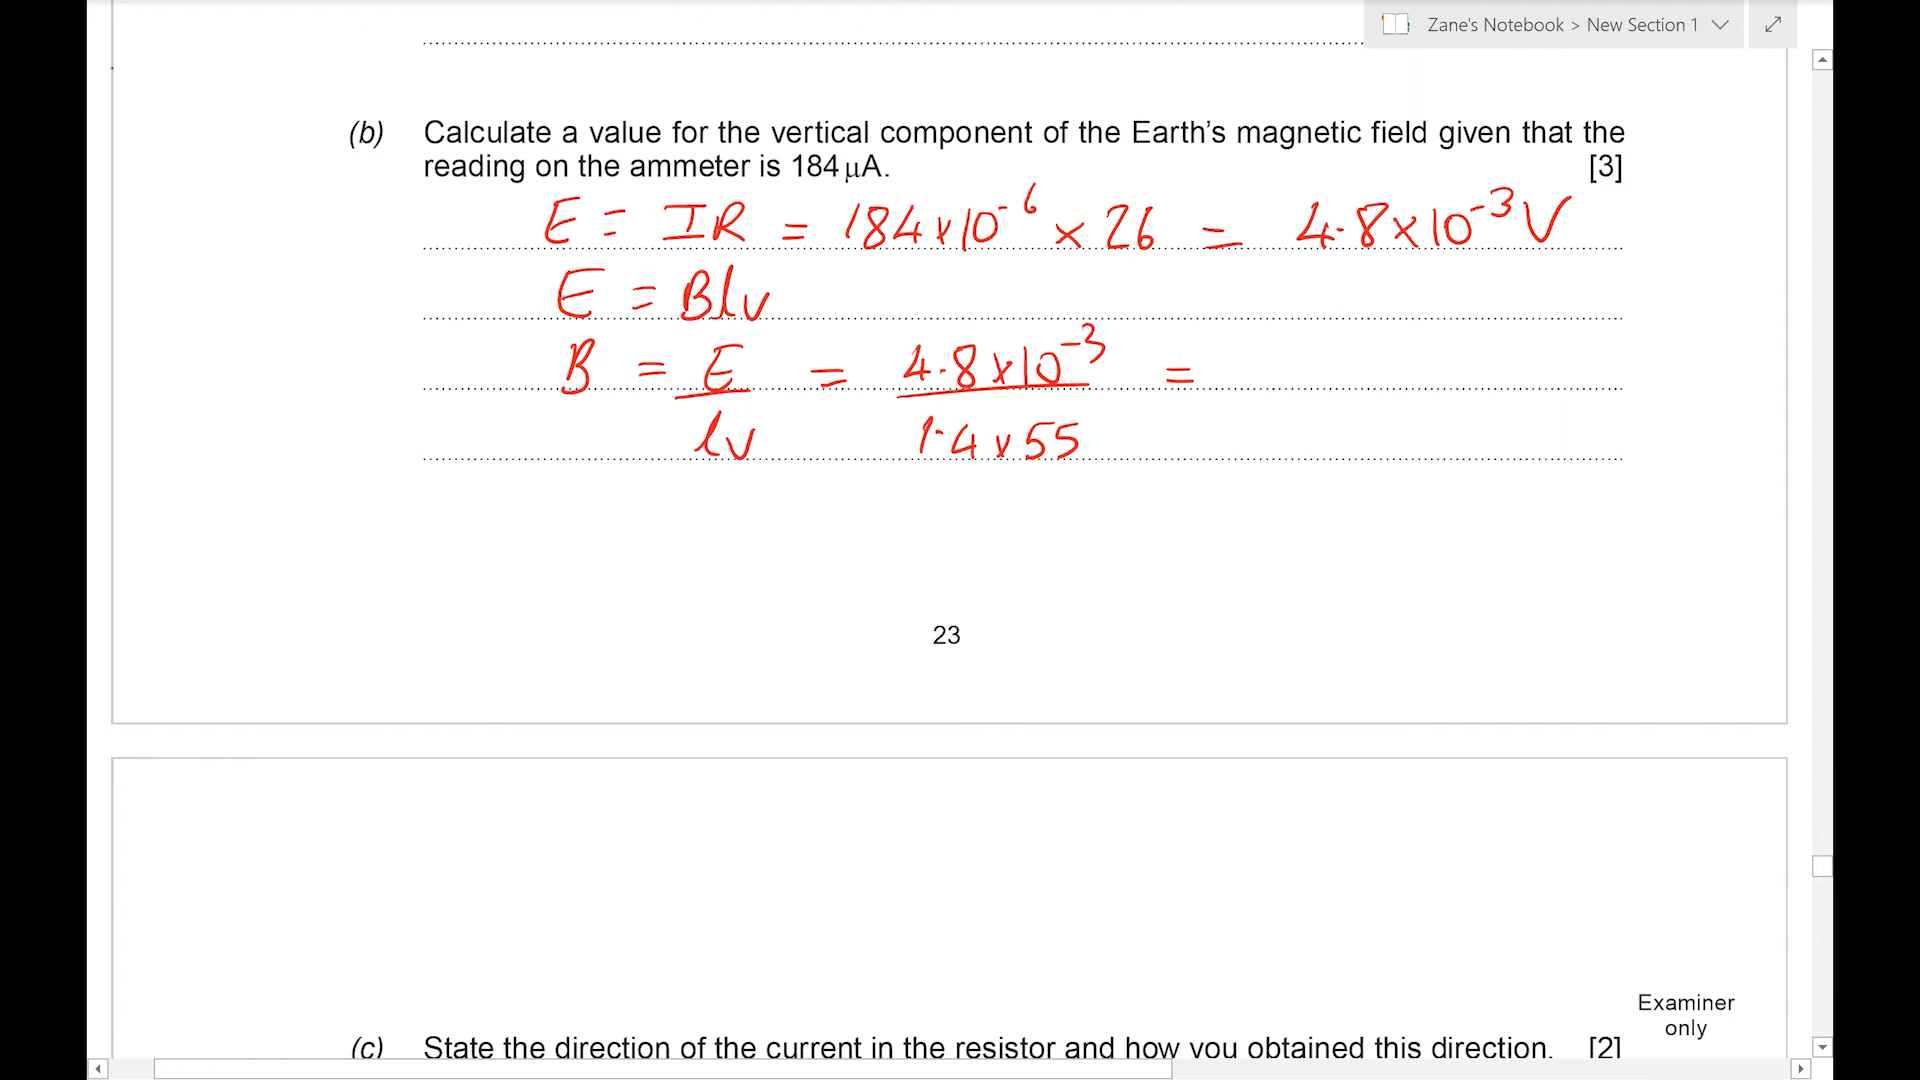 Zane's Notebook > New Section 1
(b) Calculate a value for the vertical component of the Earth's magnetic field given that the
reading on the ammeter is 184 μA. [3]
E = IR = 184 x 10⁻⁶ x 26 = 4.8 x 10⁻³ V
E = Blv
B = E = 4.8 x 10⁻³ =
lv 1.4 x 55
23
Examiner
only
(c) State the direction of the current in the resistor and how you obtained this direction. [2]